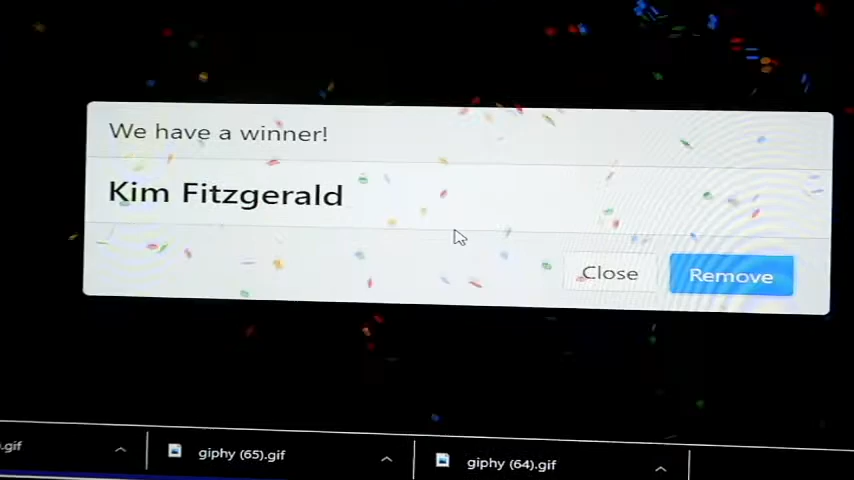 We have a winner!
Kim Fitzgerald
Close
Remove
.gif
giphy (65).gif
giphy (64).gif